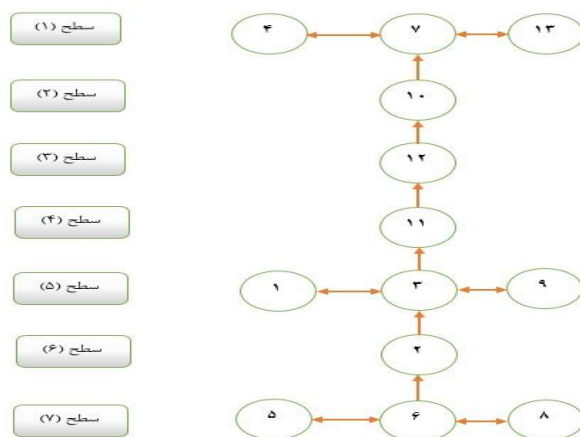 سطح (۱) ۴ ۷ ۱۳
سطح (۲) ۱۰
سطح (۳) ۱۲
سطح (۴) ۱۱
سطح (۵) ۱ ۳ ۹
سطح (۶) ۲
سطح (۷) ۵ ۶ ۸